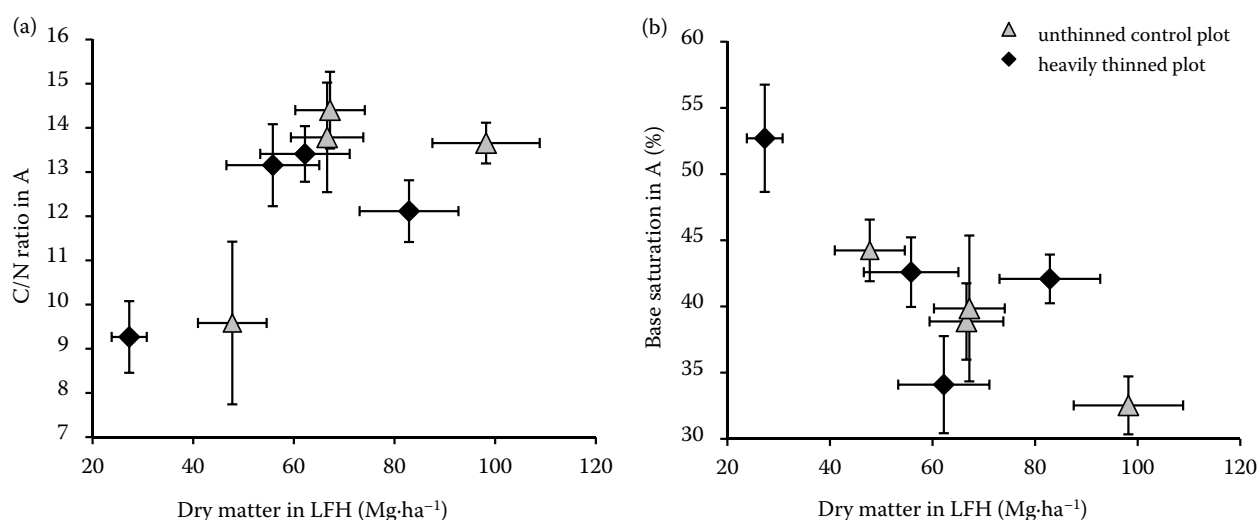 (a)
16
15
14
13
12
11
10
9
8
7
C/N ratio in A
20 40 60 80 100 120
Dry matter in LFH (Mg·ha⁻¹)
(b)
unthinned control plot
heavily thinned plot
60
55
50
45
40
35
30
Base saturation in A (%)
20 40 60 80 100 120
Dry matter in LFH (Mg·ha⁻¹)